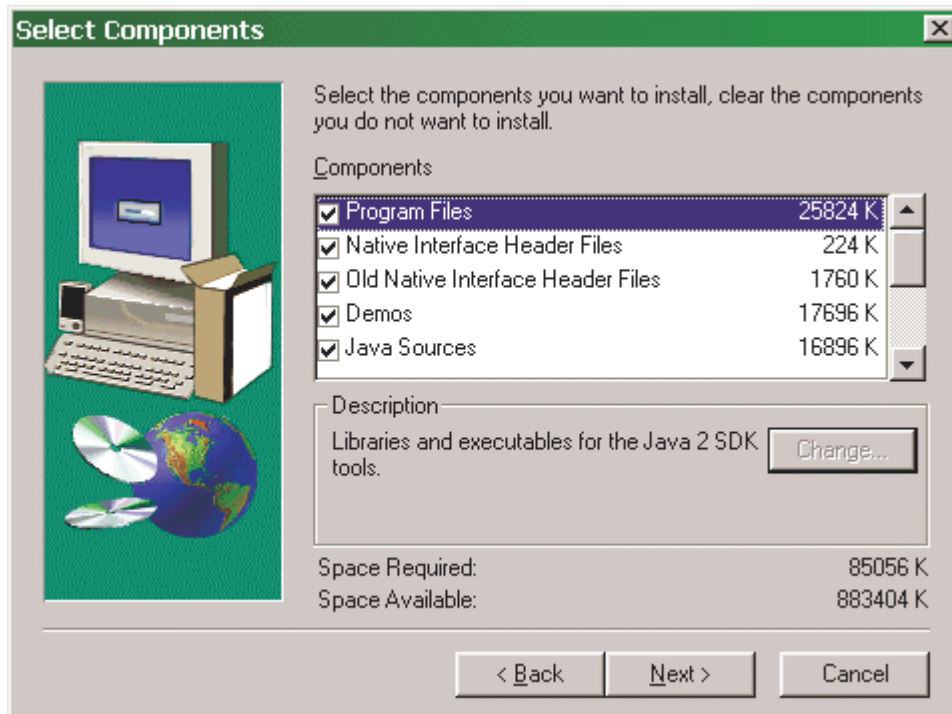 Select Components
Select the components you want to install, clear the components
you do not want to install.
Components
Program Files 25824 K
Native Interface Header Files 224 K
Old Native Interface Header Files 1760 K
Demos 17696 K
Java Sources 16896 K
Description
Libraries and executables for the Java 2 SDK
tools.
Change...
Space Required: 85056 K
Space Available: 883404 K
< Back Next > Cancel